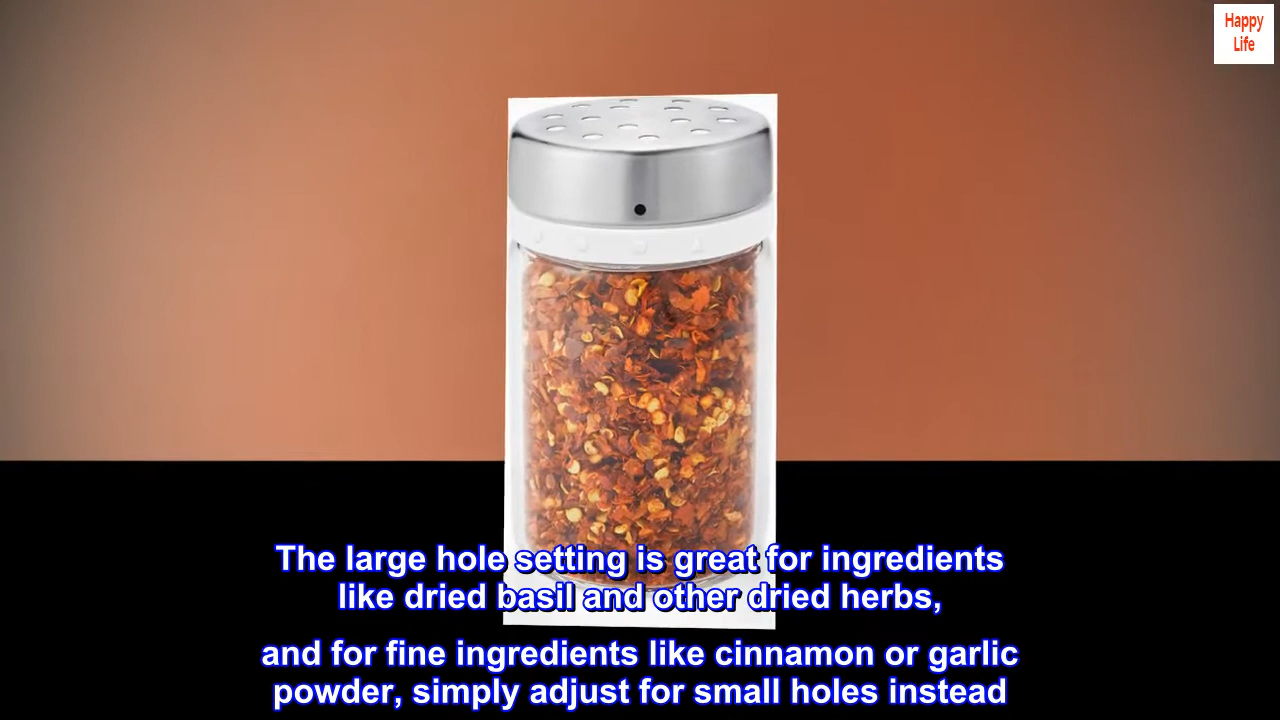 Happy
Life
The large hole setting is great for ingredients
like dried basil and other dried herbs,
and for fine ingredients like cinnamon or garlic
powder, simply adjust for small holes instead